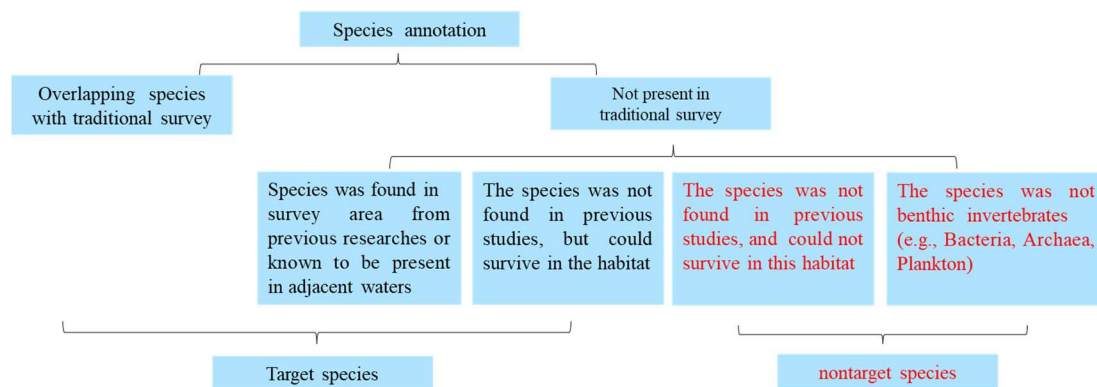 Species annotation
Overlapping species
with traditional survey
Not present in
traditional survey
Species was found in
survey area from
previous researches or
known to be present
in adjacent waters
The species was not
found in previous
studies, but could
survive in the habitat
The species was not
found in previous
studies, and could not
survive in this habitat
The species was not
benthic invertebrates
(e.g., Bacteria, Archaea,
Plankton)
Target species
nontarget species